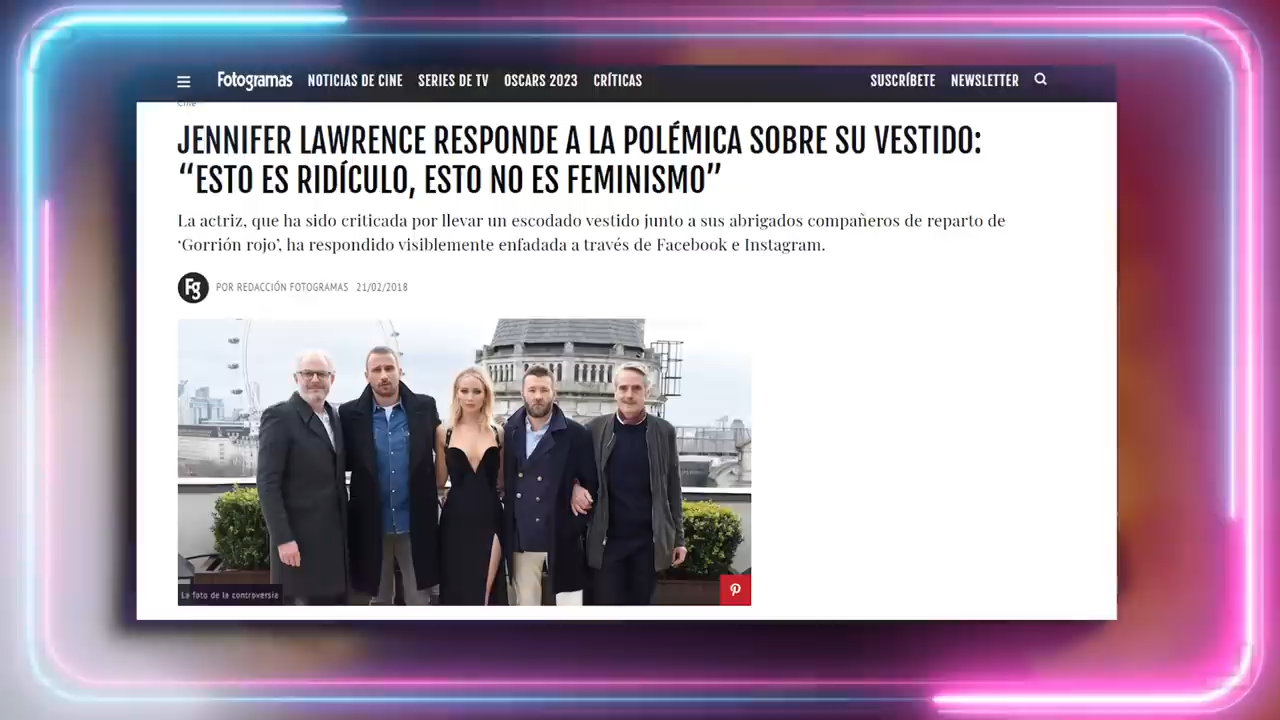 Fotogramas NOTICIAS DE CINE SERIES DE TV OSCARS 2023 CRÍTICAS SUSCRÍBETE NEWSLETTER
Cine
JENNIFER LAWRENCE RESPONDE A LA POLÉMICA SOBRE SU VESTIDO:
“ESTO ES RIDÍCULO, ESTO NO ES FEMINISMO”
La actriz, que ha sido criticada por llevar un escodado vestido junto a sus abrigados compañeros de reparto de
‘Gorrión rojo’, ha respondido visiblemente enfadada a través de Facebook e Instagram.
Fg POR REDACCIÓN FOTOGRAMAS 21/02/2018
La foto de la controversia